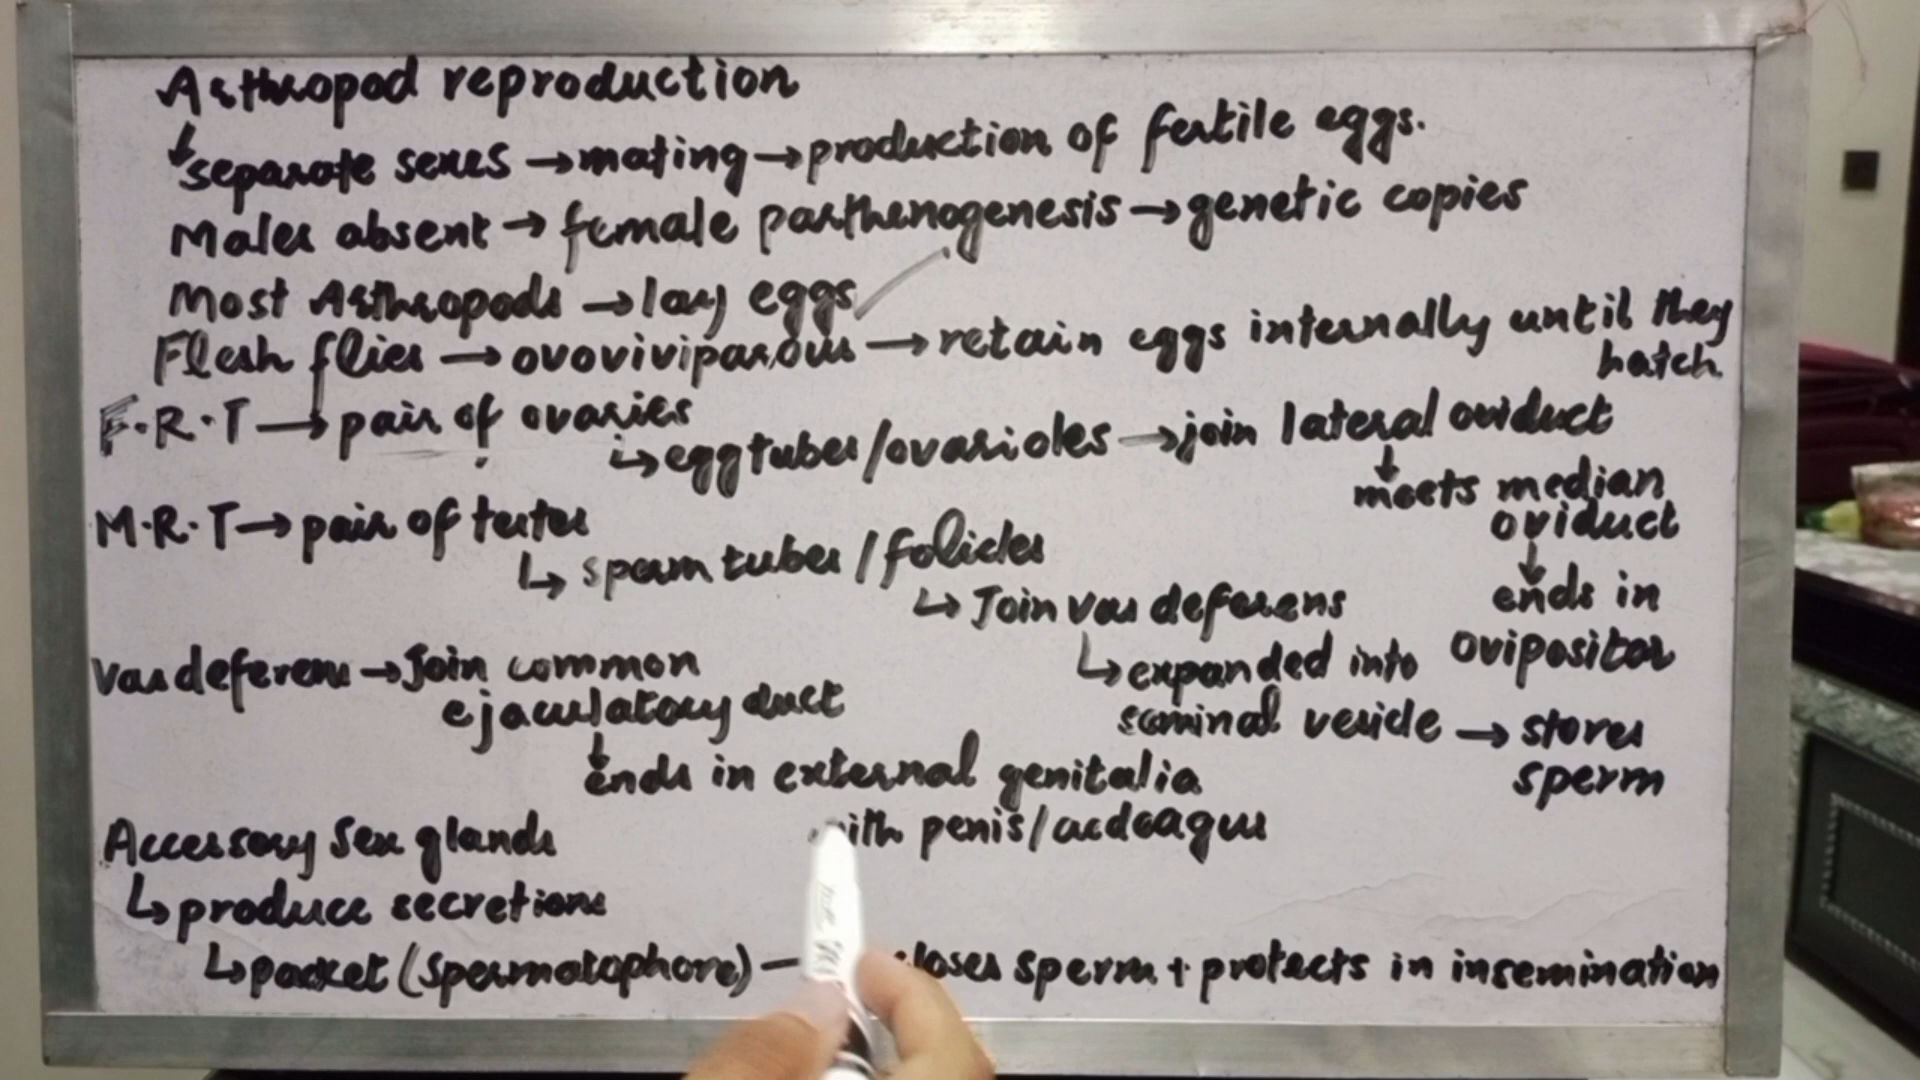 Arthropod reproduction
↓separate sexes → mating → production of fertile eggs.
Males absent → female parthenogenesis → genetic copies
Most Arthropods → lay eggs
Flesh flies → ovoviviparous → retain eggs internally until they
hatch.
F.R.T → pair of ovaries
↳ egg tubes/ovarioles → join lateral oviduct
↓
meets median
oviduct
↓
ends in
ovipositor
M.R.T → pair of testes
↳ sperm tubes / folicles
↳ Join vas deferens
↳ expanded into
seminal vesicle → stores
sperm
Vas deferens → Join common
ejaculatory duct
↓
ends in external genitalia
with penis/aedeagus
Accessory Sex glands
↳ produce secretions
↳ packet (Spermatophore) sperm + protects in insemination